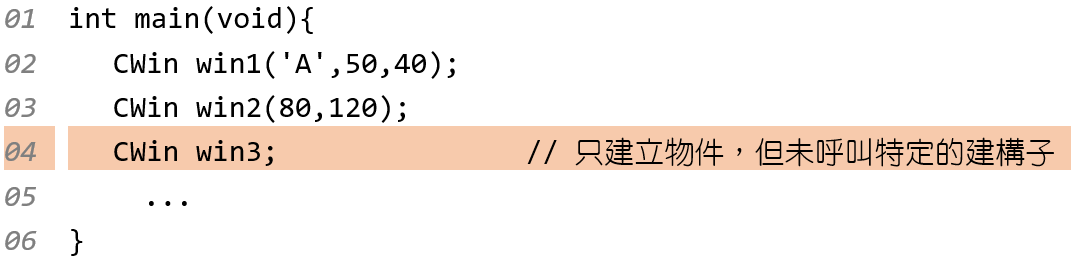 01 int main(void){
02 CWin win1('A',50,40);
03 CWin win2(80,120);
04 CWin win3; // 只建立物件，但未呼叫特定的建構子
05 ...
06 }